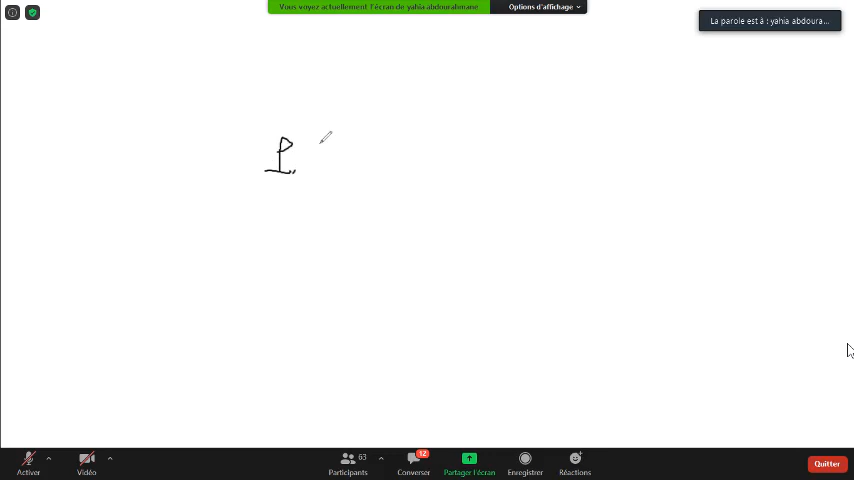 Vous voyez actuellement l'écran de yahia abdourahmane
Options d'affichage
La parole est à : yahia abdoura...
P
Activer
Vidéo
63
Participants
12
Converser
Partager l'écran
Enregistrer
Réactions
Quitter